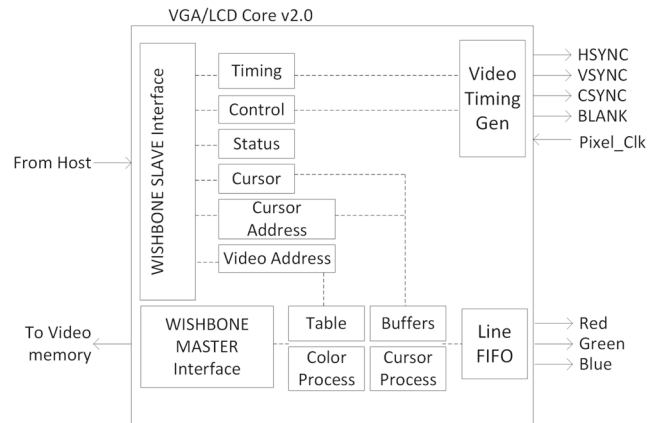 VGA/LCD Core v2.0
WISHBONE SLAVE Interface
Timing
Control
Status
Cursor
Cursor
Address
Video Address
Video
Timing
Gen
HSYNC
VSYNC
CSYNC
BLANK
Pixel_Clk
From Host
To Video
memory
WISHBONE
MASTER
Interface
Table
Buffers
Color
Process
Cursor
Process
Line
FIFO
Red
Green
Blue